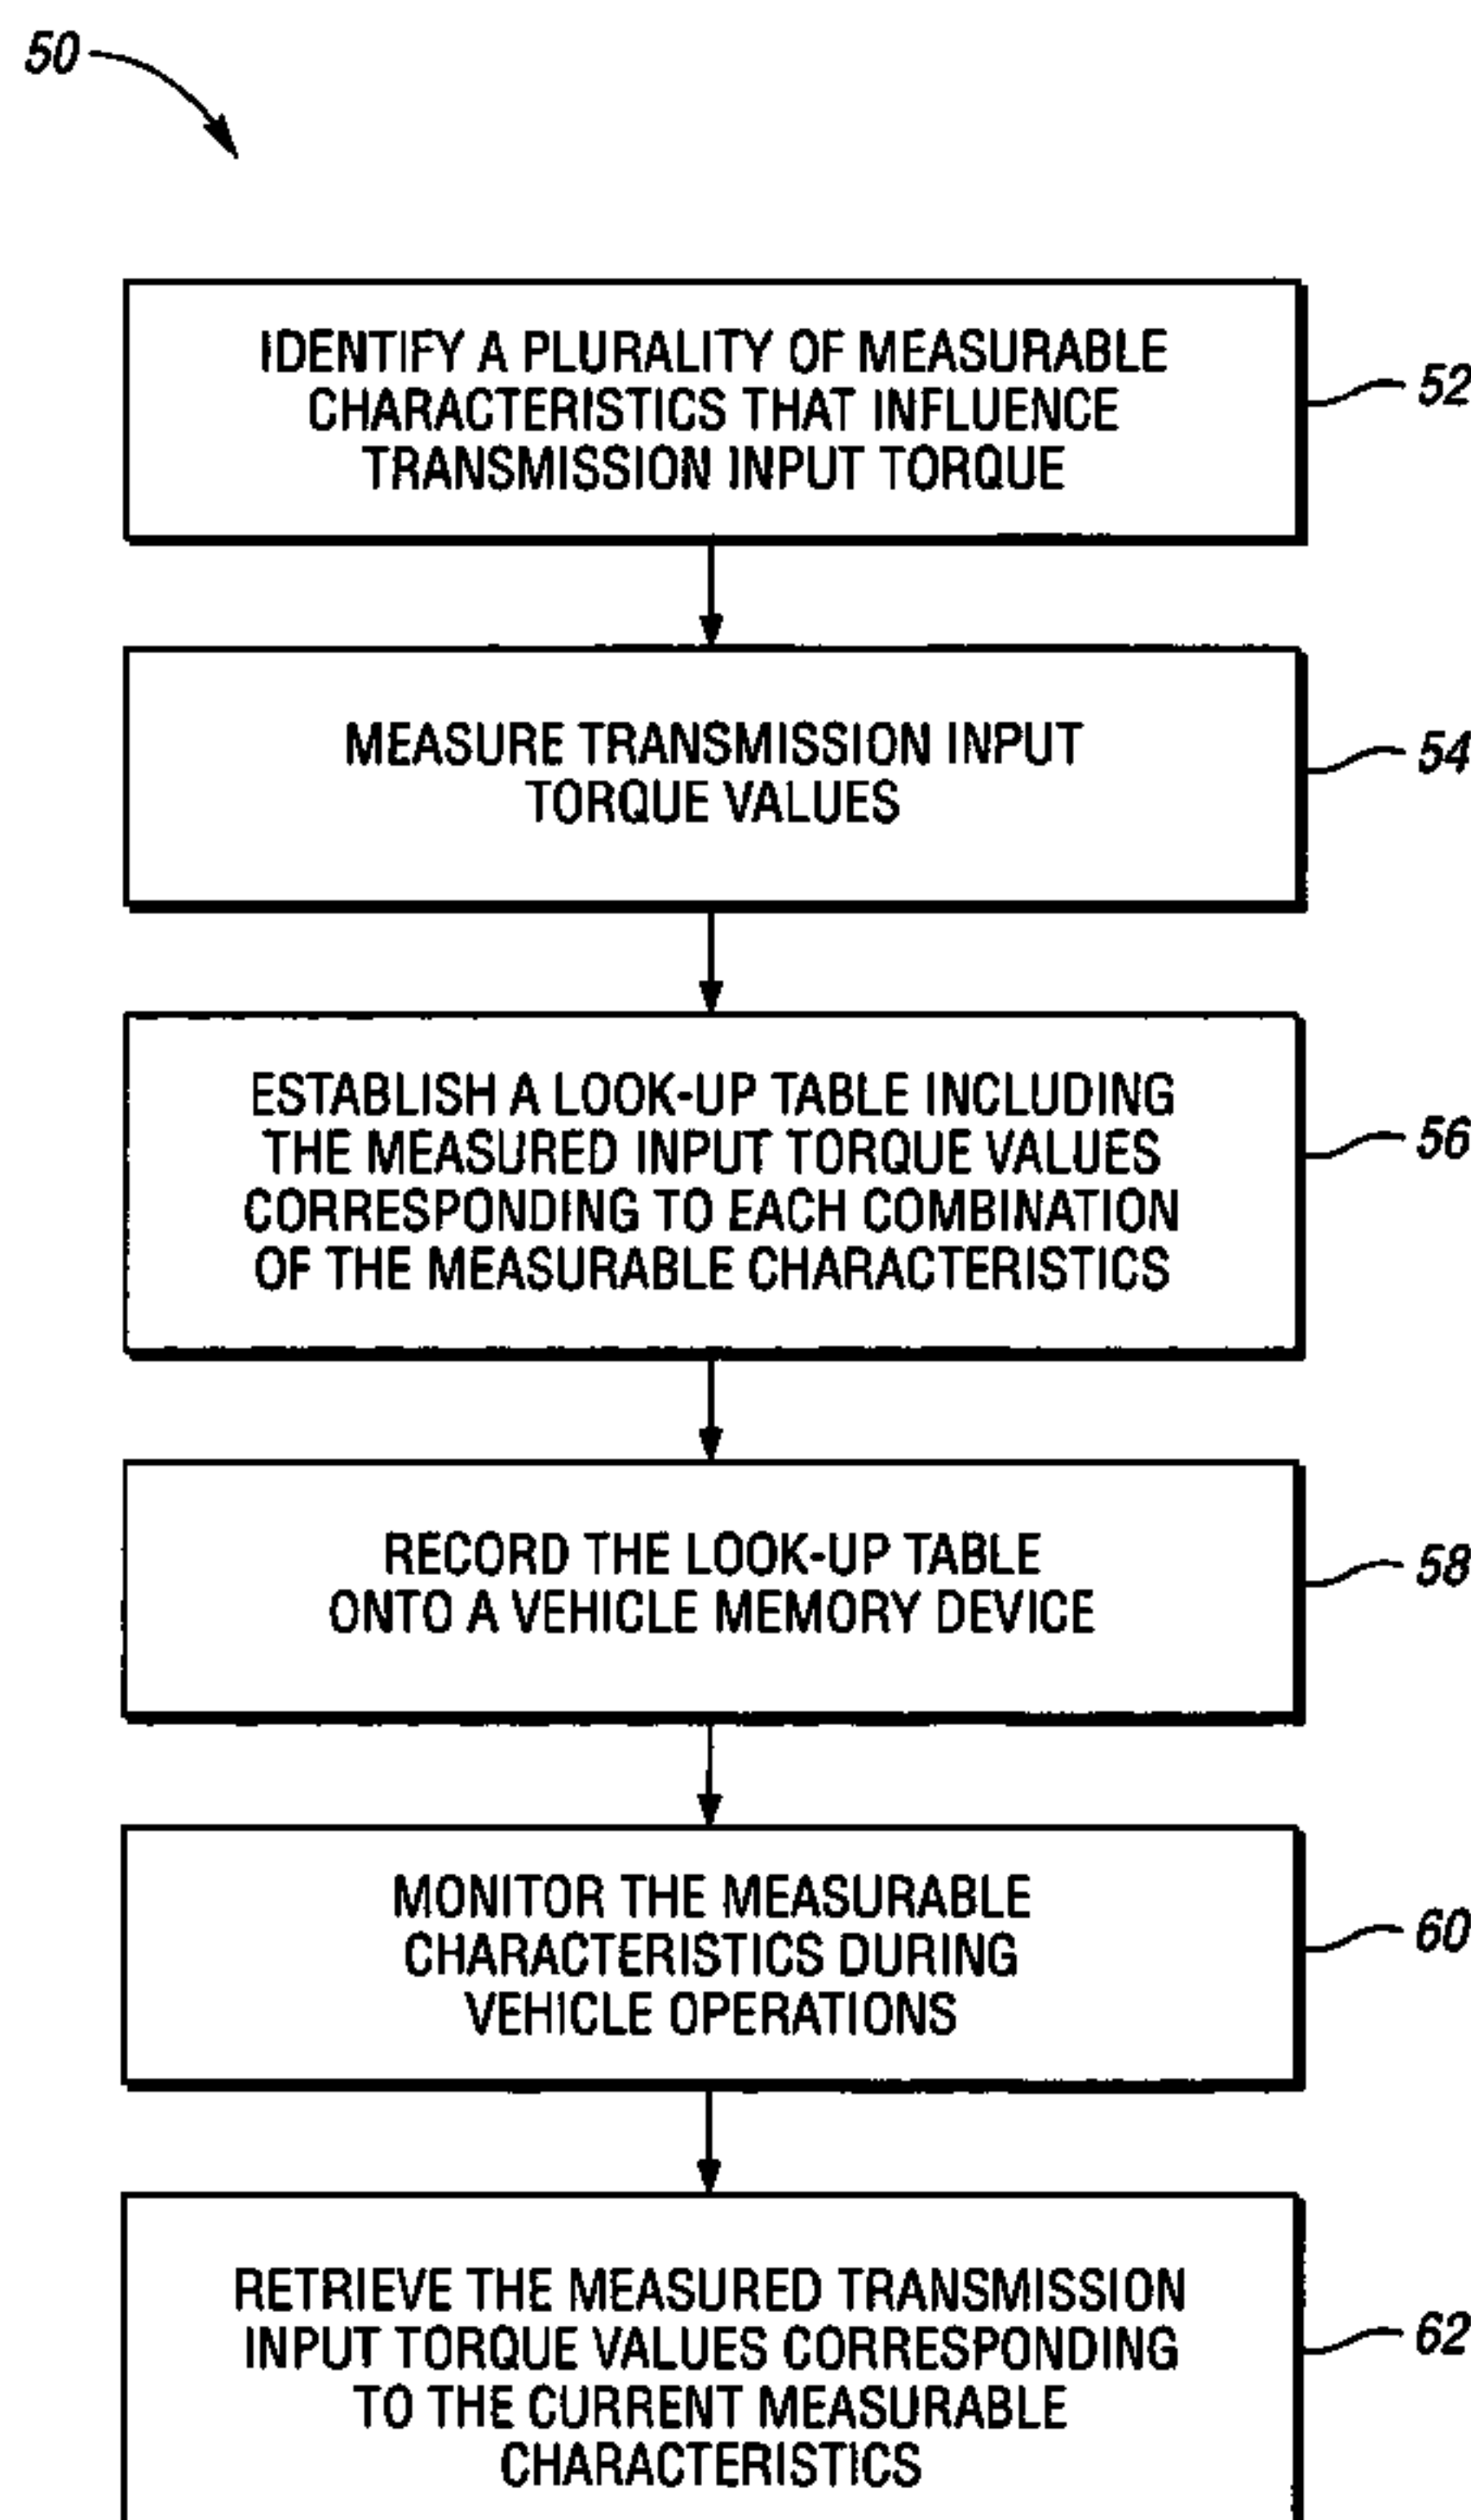 50
IDENTIFY A PLURALITY OF MEASURABLE
CHARACTERISTICS THAT INFLUENCE
TRANSMISSION INPUT TORQUE
52
MEASURE TRANSMISSION INPUT
TORQUE VALUES
54
ESTABLISH A LOOK-UP TABLE INCLUDING
THE MEASURED INPUT TORQUE VALUES
CORRESPONDING TO EACH COMBINATION
OF THE MEASURABLE CHARACTERISTICS
56
RECORD THE LOOK-UP TABLE
ONTO A VEHICLE MEMORY DEVICE
58
MONITOR THE MEASURABLE
CHARACTERISTICS DURING
VEHICLE OPERATIONS
60
RETRIEVE THE MEASURED TRANSMISSION
INPUT TORQUE VALUES CORRESPONDING
TO THE CURRENT MEASURABLE
CHARACTERISTICS
62